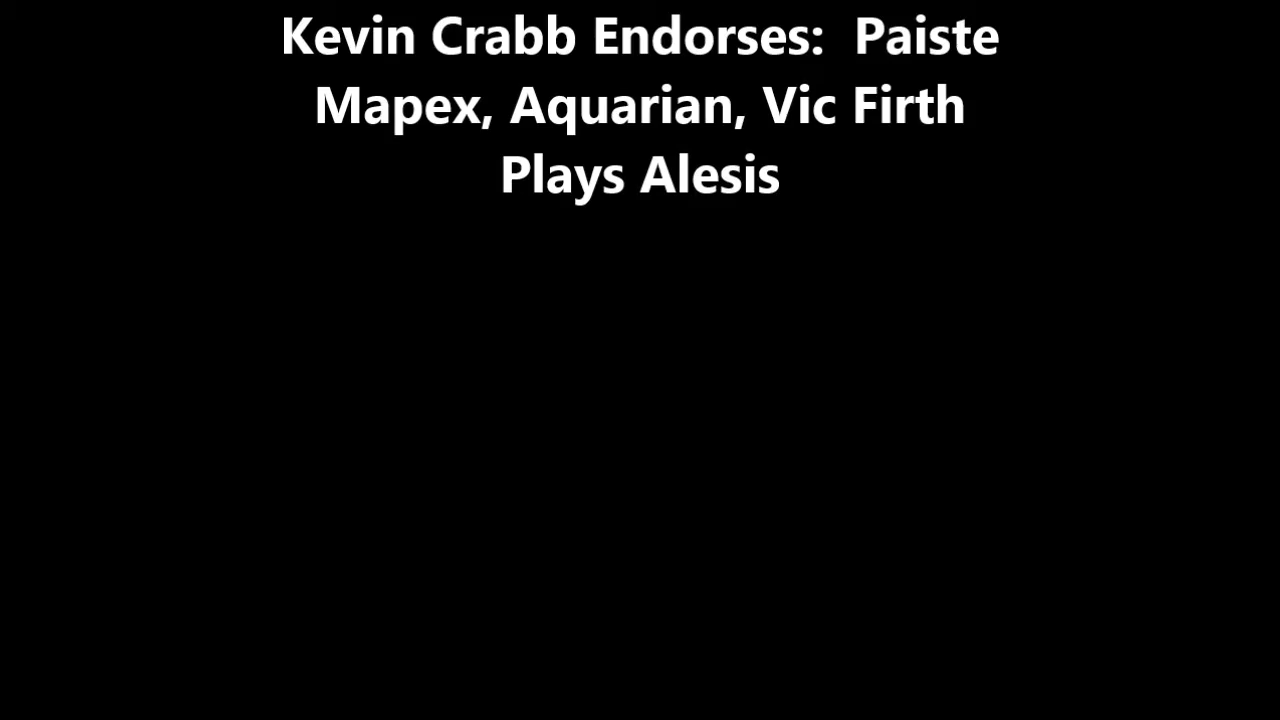 Kevin Crabb Endorses:  Paiste
Mapex, Aquarian, Vic Firth
Plays Alesis